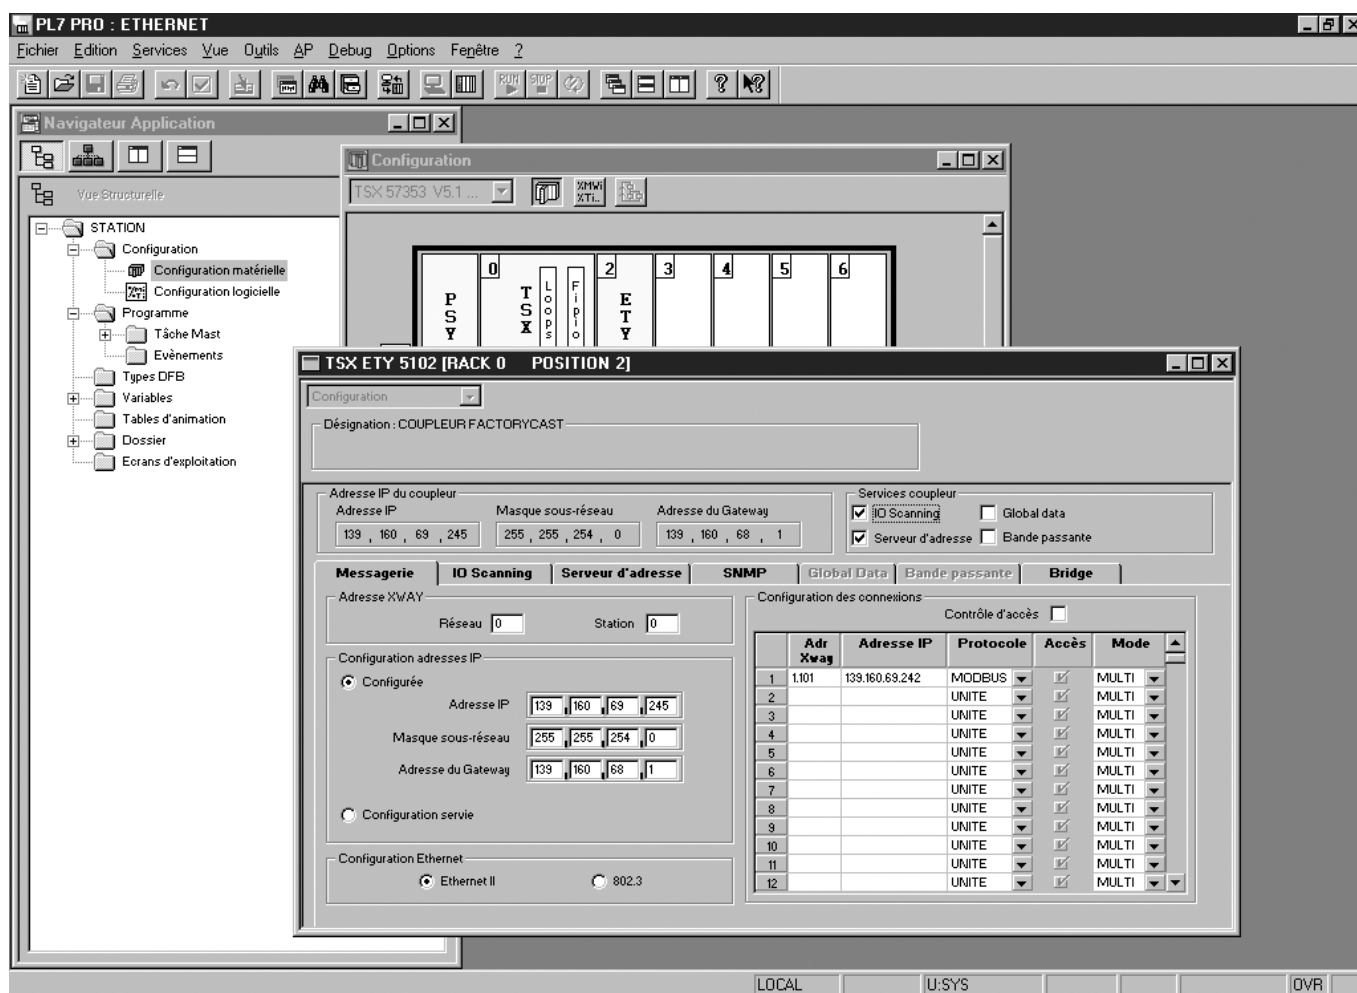 PL7 PRO : ETHERNET
Fichier Edition Services Vue Outils AP Debug Options Fenêtre ?
RUN STOP
Navigateur Application
Vue Structurelle
STATION
Configuration
Configuration matérielle
Configuration logicielle
Programme
Tâche Mast
Evènements
Types DFB
Variables
Tables d'animation
Dossier
Ecrans d'exploitation
Configuration
TSX 57353 V5.1 ...
XMWi
XTi..
0 2 3 4 5 6
PSY
TSX
Loops
Fipio
ETY
TSX ETY 5102 [RACK 0 POSITION 2]
Configuration
Désignation : COUPLEUR FACTORYCAST
Adresse IP du coupleur
Adresse IP Masque sous-réseau Adresse du Gateway
139 , 160 , 69 , 245 255 , 255 , 254 , 0 139 , 160 , 68 , 1
Services coupleur
IO Scanning Global data
Serveur d'adresse Bande passante
Messagerie IO Scanning Serveur d'adresse SNMP Global Data Bande passante Bridge
Adresse XWAY
Réseau 0 Station 0
Configuration adresses IP
Configurée
Adresse IP 139 160 69 245
Masque sous-réseau 255 255 254 0
Adresse du Gateway 139 160 68 1
Configuration servie
Configuration Ethernet
Ethernet II 802.3
Configuration des connexions
Contrôle d'accès
Adr Xway Adresse IP Protocole Accès Mode
1 1.101 139.160.69.242 MODBUS MULTI
2 UNITE MULTI
3 UNITE MULTI
4 UNITE MULTI
5 UNITE MULTI
6 UNITE MULTI
7 UNITE MULTI
8 UNITE MULTI
9 UNITE MULTI
10 UNITE MULTI
11 UNITE MULTI
12 UNITE MULTI
LOCAL U:SYS OVR